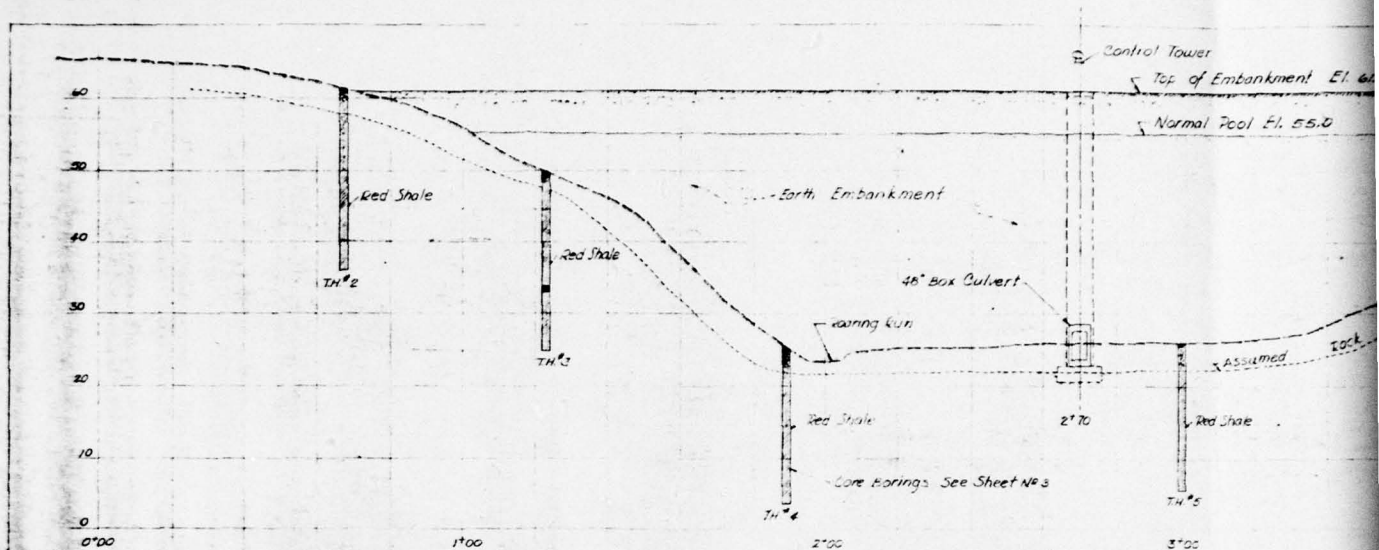 Control Tower
Top of Embankment El. 61.
60
Normal Pool El. 55.0
50
Red Shale
Earth Embankment
40
Red Shale
T.H.#2
48" Box Culvert
30
Roaring Run
T.H.#3
Assumed Rock
20
Red Shale
2+70
Red Shale
10
Core Borings See Sheet No 3
T.H.#4
T.H.#5
0
0+00
1+00
2+00
3+00